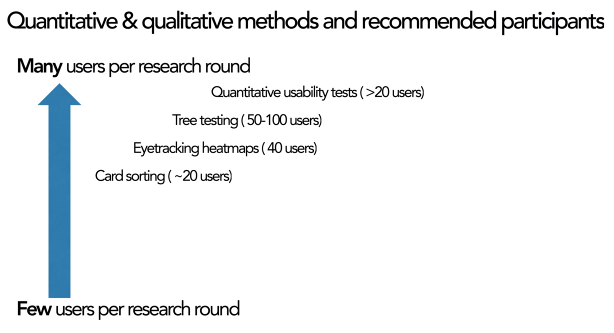 Quantitative & qualitative methods and recommended participants
Many users per research round
Quantitative usability tests ( >20 users)
Tree testing ( 50-100 users)
Eyetracking heatmaps ( 40 users)
Card sorting ( ~20 users)
Few users per research round